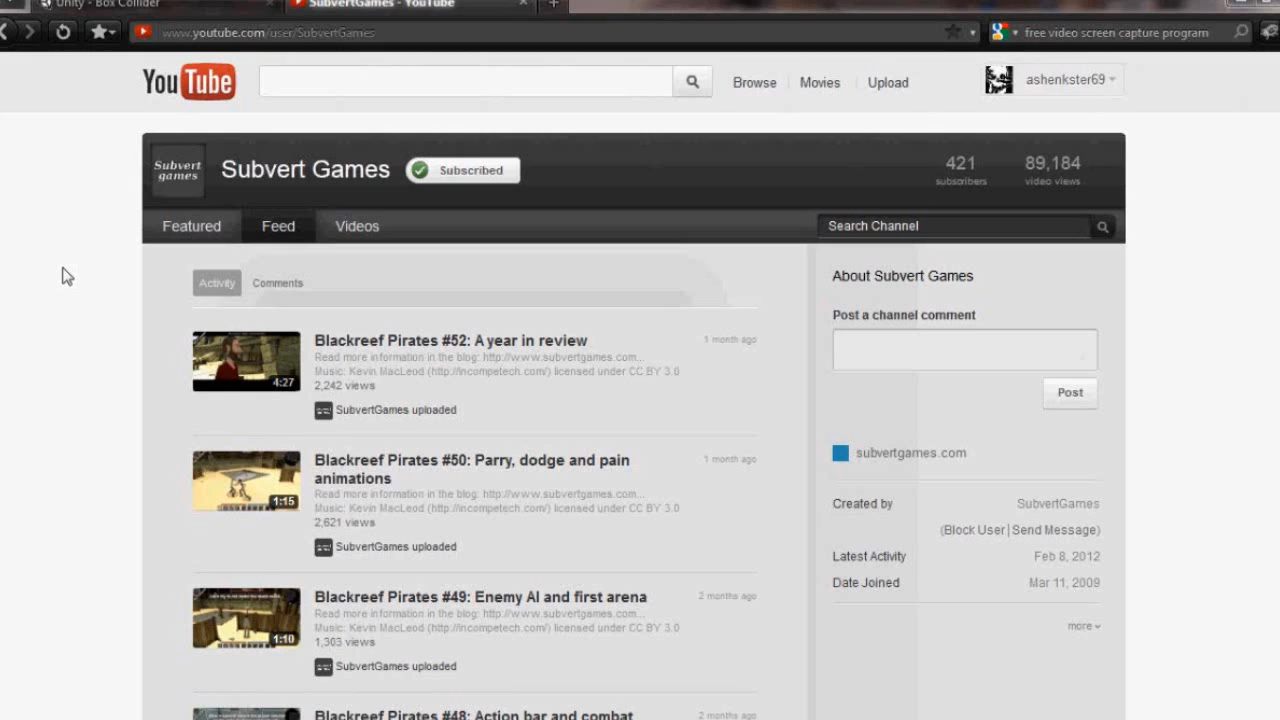 Unity - Box Collider
SubvertGames - YouTube
www.youtube.com/user/SubvertGames
free video screen capture program
YouTube
Browse
Movies
Upload
ashenkster69
Subvert games
Subvert Games
Subscribed
421
subscribers
89,184
video views
Featured
Feed
Videos
Search Channel
Activity
Comments
Blackreef Pirates #52: A year in review
1 month ago
Read more information in the blog: http://www.subvertgames.com...
Music: Kevin MacLeod (http://incompetech.com/) licensed under CC BY 3.0
2,242 views
4:27
SubvertGames uploaded
Blackreef Pirates #50: Parry, dodge and pain
animations
1 month ago
Read more information in the blog: http://www.subvertgames.com...
Music: Kevin MacLeod (http://incompetech.com/) licensed under CC BY 3.0
2,621 views
1:15
SubvertGames uploaded
Blackreef Pirates #49: Enemy AI and first arena
2 months ago
Read more information in the blog: http://www.subvertgames.com...
Music: Kevin MacLeod (http://incompetech.com/) licensed under CC BY 3.0
1,303 views
1:10
SubvertGames uploaded
Blackreef Pirates #48: Action bar and combat
2 months ago
About Subvert Games
Post a channel comment
Post
subvertgames.com
Created by
SubvertGames
(Block User|Send Message)
Latest Activity
Feb 8, 2012
Date Joined
Mar 11, 2009
more